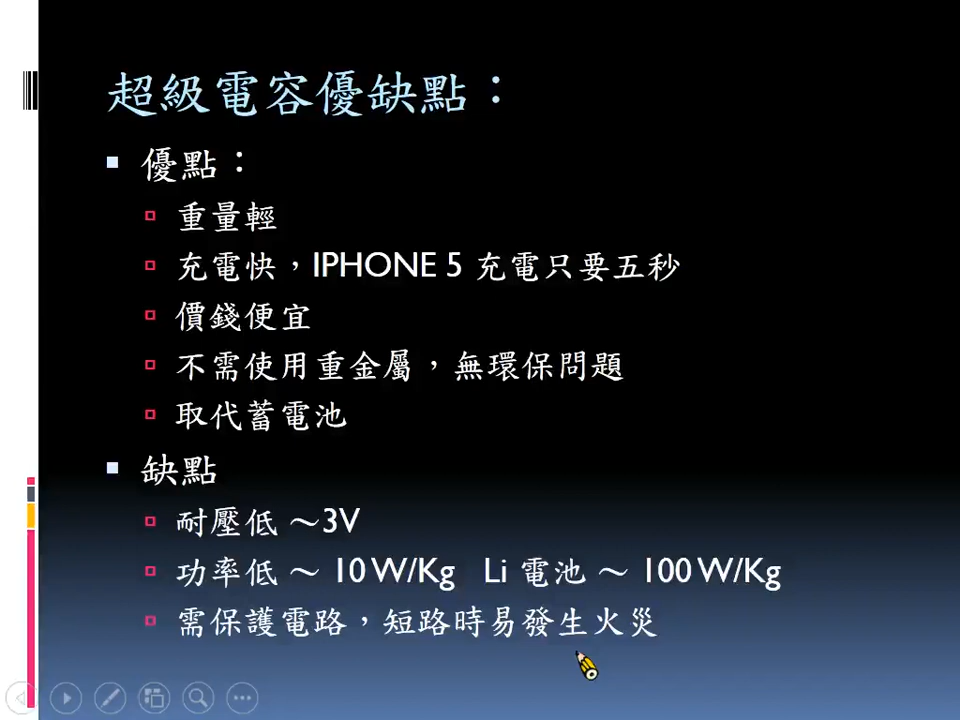 超級電容優缺點：
優點：
重量輕
充電快，IPHONE 5 充電只要五秒
價錢便宜
不需使用重金屬，無環保問題
取代蓄電池
缺點
耐壓低 ～3V
功率低 ～ 10 W/Kg Li 電池 ～ 100 W/Kg
需保護電路，短路時易發生火災